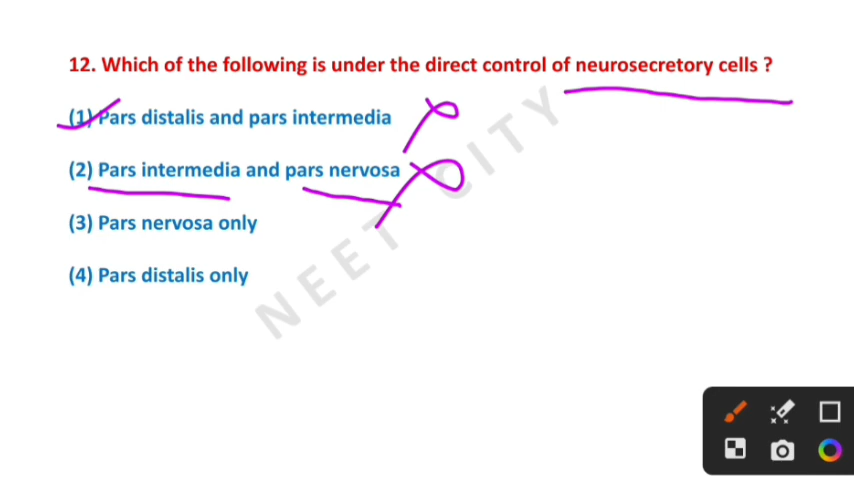 12. Which of the following is under the direct control of neurosecretory cells ?
(1) Pars distalis and pars intermedia
(2) Pars intermedia and pars nervosa
(3) Pars nervosa only
(4) Pars distalis only
NEET CITY